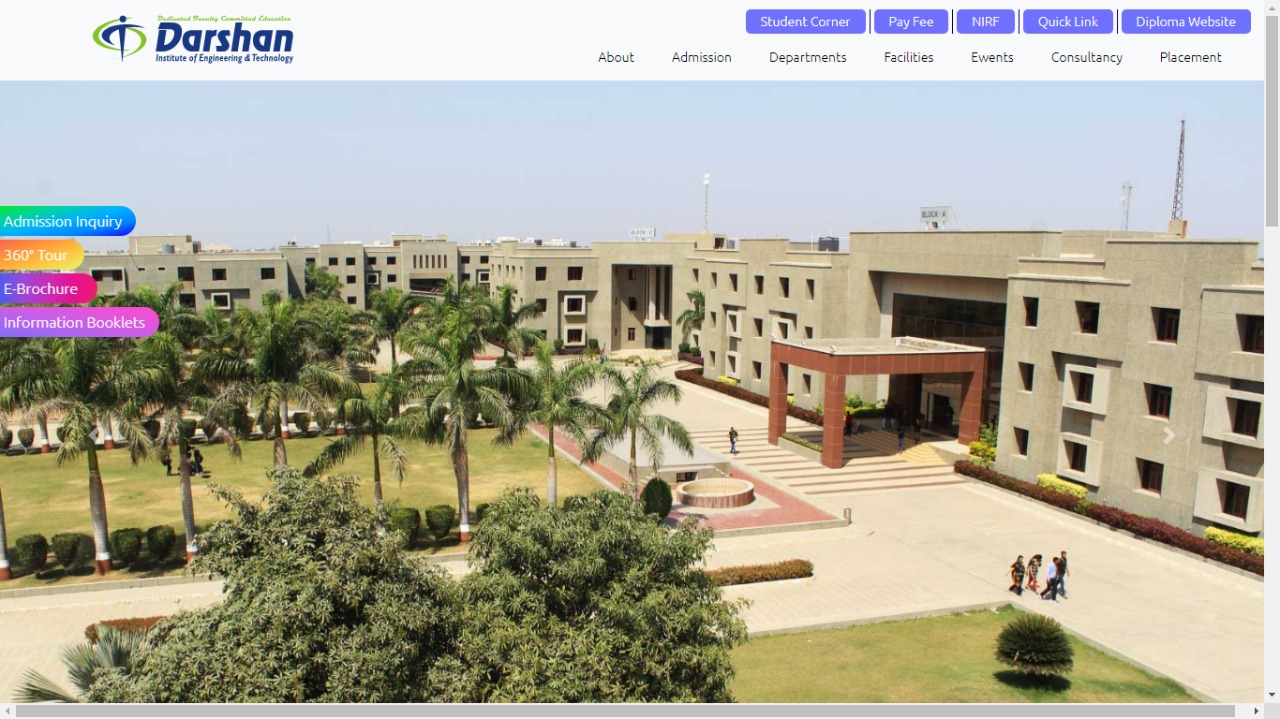 Dedicated Faculty Committed Education
Darshan
Institute of Engineering & Technology
Student Corner
Pay Fee
NIRF
Quick Link
Diploma Website
About
Admission
Departments
Facilities
Ewents
Consultancy
Placement
BLOCK-C
BLOCK-A
Admission Inquiry
360° Tour
E-Brochure
Information Booklets